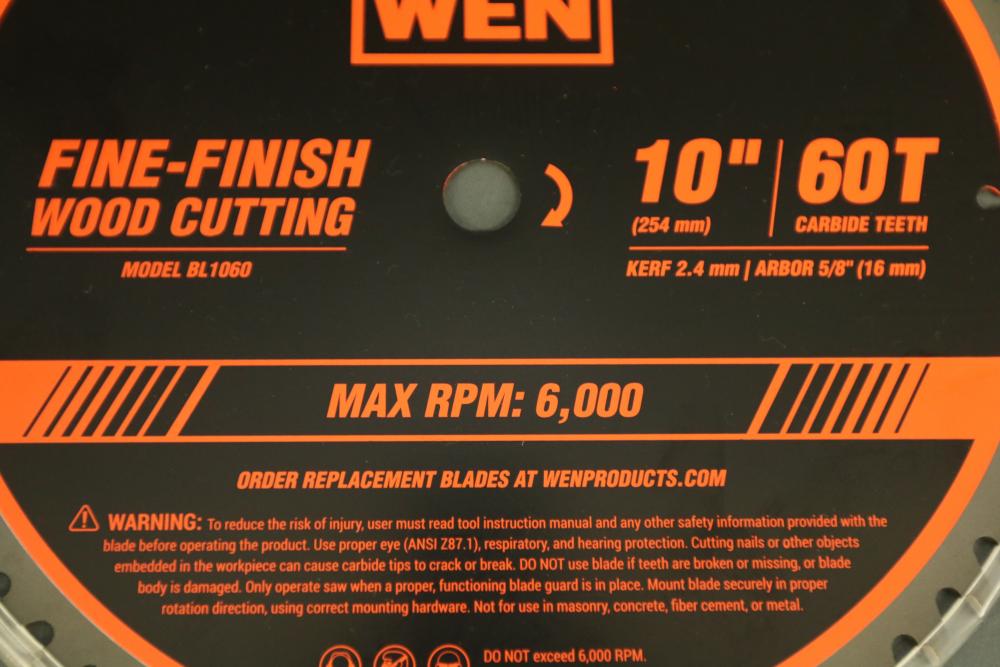 WEN
FINE-FINISH
WOOD CUTTING
MODEL BL1060
10" | 60T
(254 mm) CARBIDE TEETH
KERF 2.4 mm | ARBOR 5/8" (16 mm)
MAX RPM: 6,000
ORDER REPLACEMENT BLADES AT WENPRODUCTS.COM
WARNING: To reduce the risk of injury, user must read tool instruction manual and any other safety information provided with the
blade before operating the product. Use proper eye (ANSI Z87.1), respiratory, and hearing protection. Cutting nails or other objects
embedded in the workpiece can cause carbide tips to crack or break. DO NOT use blade if teeth are broken or missing, or blade
body is damaged. Only operate saw when a proper, functioning blade guard is in place. Mount blade securely in proper
rotation direction, using correct mounting hardware. Not for use in masonry, concrete, fiber cement, or metal.
DO NOT exceed 6,000 RPM.